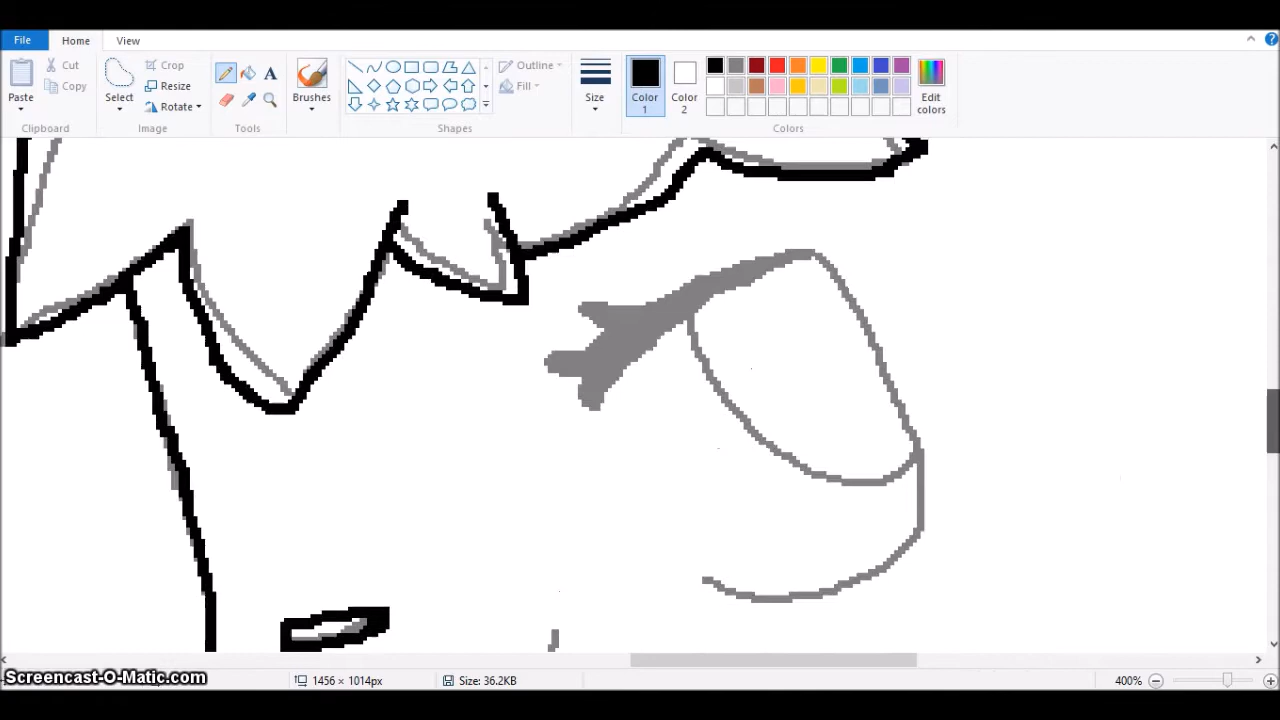 File Home View
Paste Cut Copy Select Crop Resize Rotate A Brushes Outline Fill Size Color 1 Color 2 Edit colors
Clipboard Image Tools Shapes Colors
Screencast-O-Matic.com 1456 × 1014px Size: 36.2KB 400%